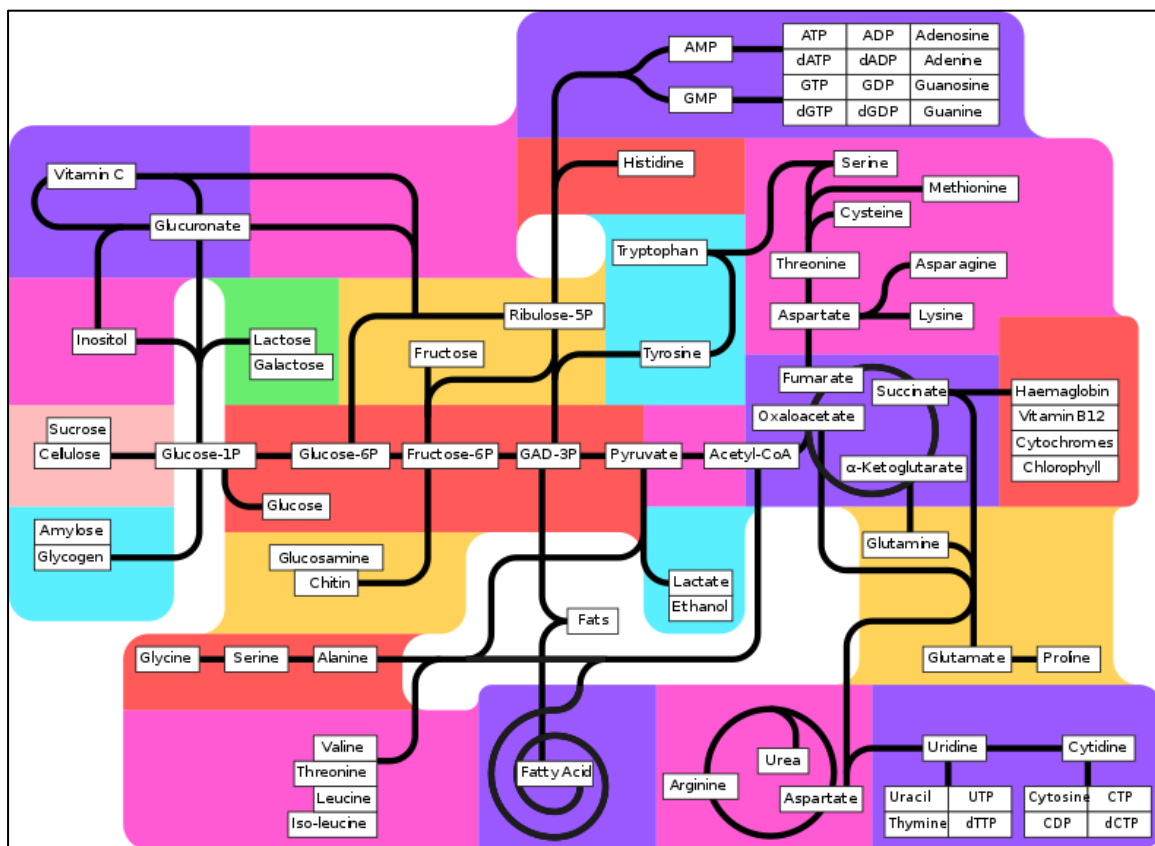 ATP ADP Adenosine
AMP
dATP dADP Adenine
GTP GDP Guanosine
GMP
dGTP dGDP Guanine
Histidine
Serine
Vitamin C
Methionine
Cysteine
Glucuronate
Tryptophan
Threonine
Asparagine
Ribulose-5P
Aspartate
Lysine
Inositol
Lactose
Galactose
Fructose
Tyrosine
Fumarate
Succinate
Haemaglobin
Oxaloacetate
Vitamin B12
Sucrose
Cellulose
Glucose-1P
Glucose-6P
Fructose-6P
GAD-3P
Pyruvate
Acetyl-CoA
Cytochromes
α-Ketoglutarate
Chlorophyll
Glucose
Amylose
Glycogen
Glutamine
Glucosamine
Chitin
Lactate
Ethanol
Fats
Glycine
Serine
Alanine
Glutamate
Proline
Valine
Threonine
Leucine
Iso-leucine
Fatty Acid
Urea
Arginine
Aspartate
Uridine
Cytidine
Uracil UTP
Thymine dTTP
Cytosine CTP
CDP dCTP